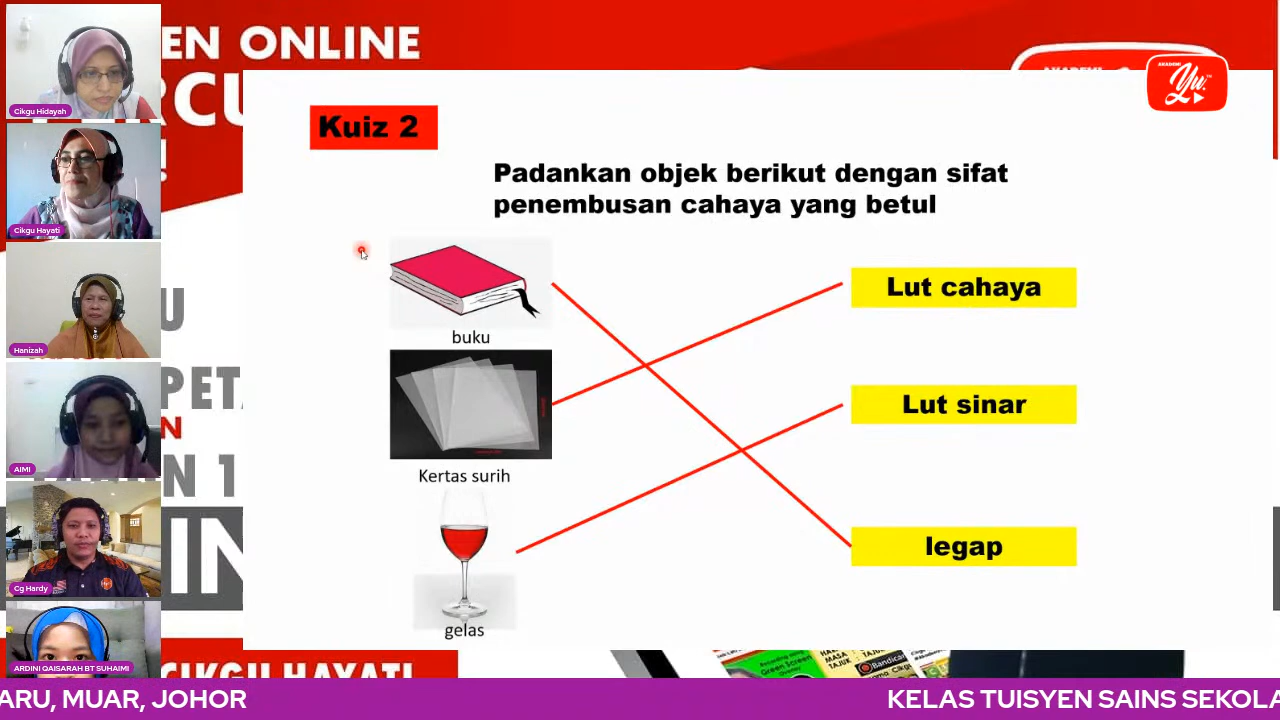 EN ONLINE
Cikgu Hidayah
Cikgu Hayati
Hanizah
AIMI
Cg Hardy
ARDINI QAISARAH BT SUHAIMI
AKADEMI
Yu
Kuiz 2
Padankan objek berikut dengan sifat
penembusan cahaya yang betul
buku
Kertas surih
gelas
Lut cahaya
Lut sinar
legap
CIKGU HAYATI
ARU, MUAR, JOHOR
KELAS TUISYEN SAINS SEKOLA